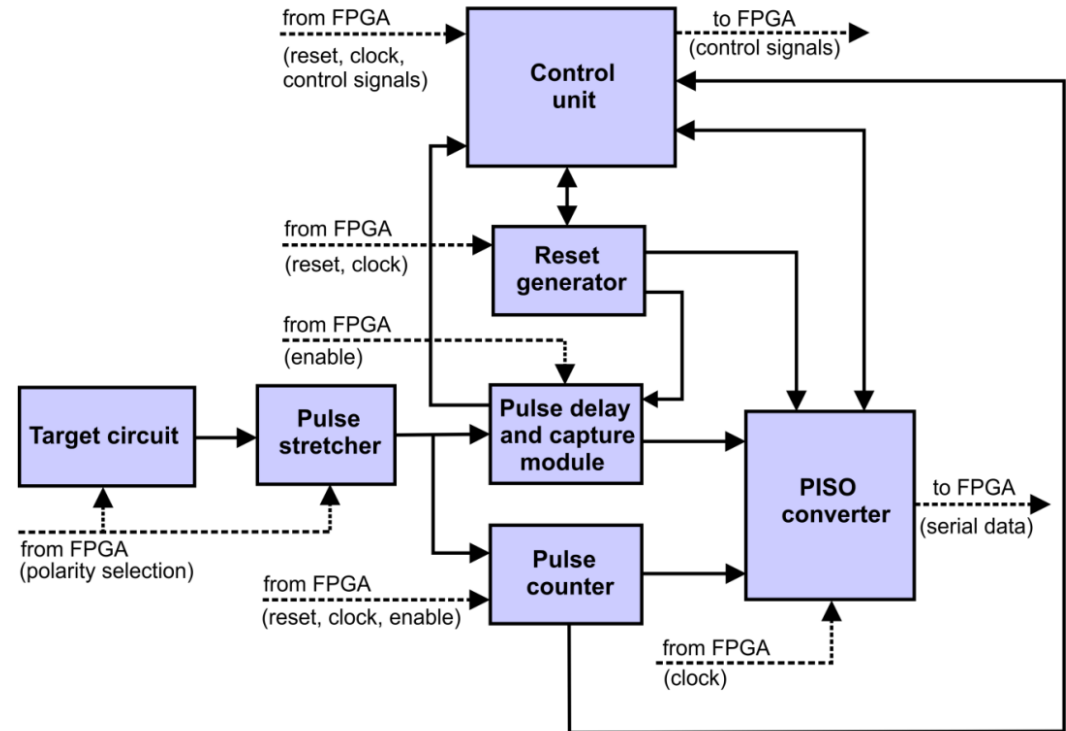 from FPGA
(reset, clock,
control signals)
to FPGA
(control signals)
Control
unit
from FPGA
(reset, clock)
Reset
generator
from FPGA
(enable)
Target circuit
Pulse
stretcher
Pulse delay
and capture
module
PISO
converter
to FPGA
(serial data)
from FPGA
(polarity selection)
from FPGA
(reset, clock, enable)
Pulse
counter
from FPGA
(clock)